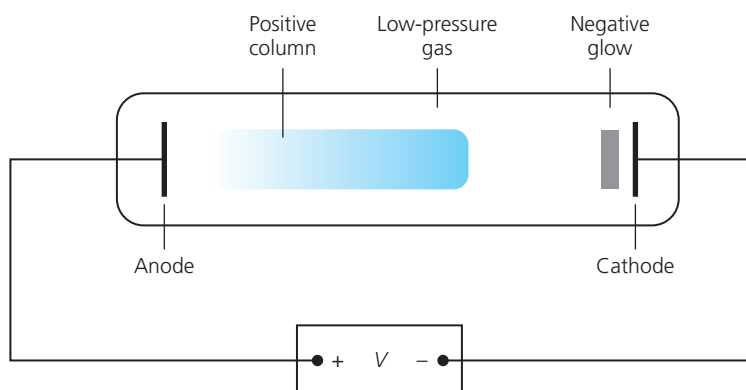 Positive
column
Low-pressure
gas
Negative
glow
Anode
Cathode
+ V −